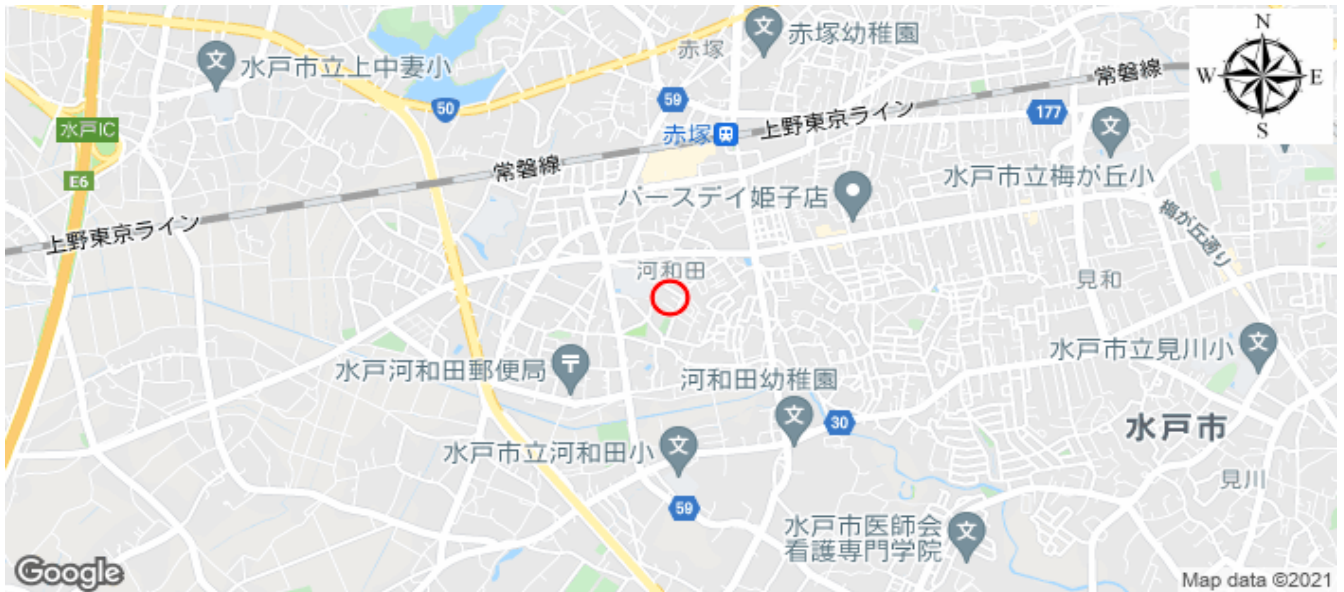 赤塚
赤塚幼稚園
水戸市立上中妻小
N
W
E
S
50
59
常磐線
177
水戸IC
赤塚
上野東京ライン
E6
常磐線
バースデイ姫子店
水戸市立梅が丘小
上野東京ライン
梅が丘通り
河和田
見和
水戸河和田郵便局
河和田幼稚園
水戸市立見川小
30
水戸市
水戸市立河和田小
見川
59
水戸市医師会
看護専門学院
Google
Map data ©2021